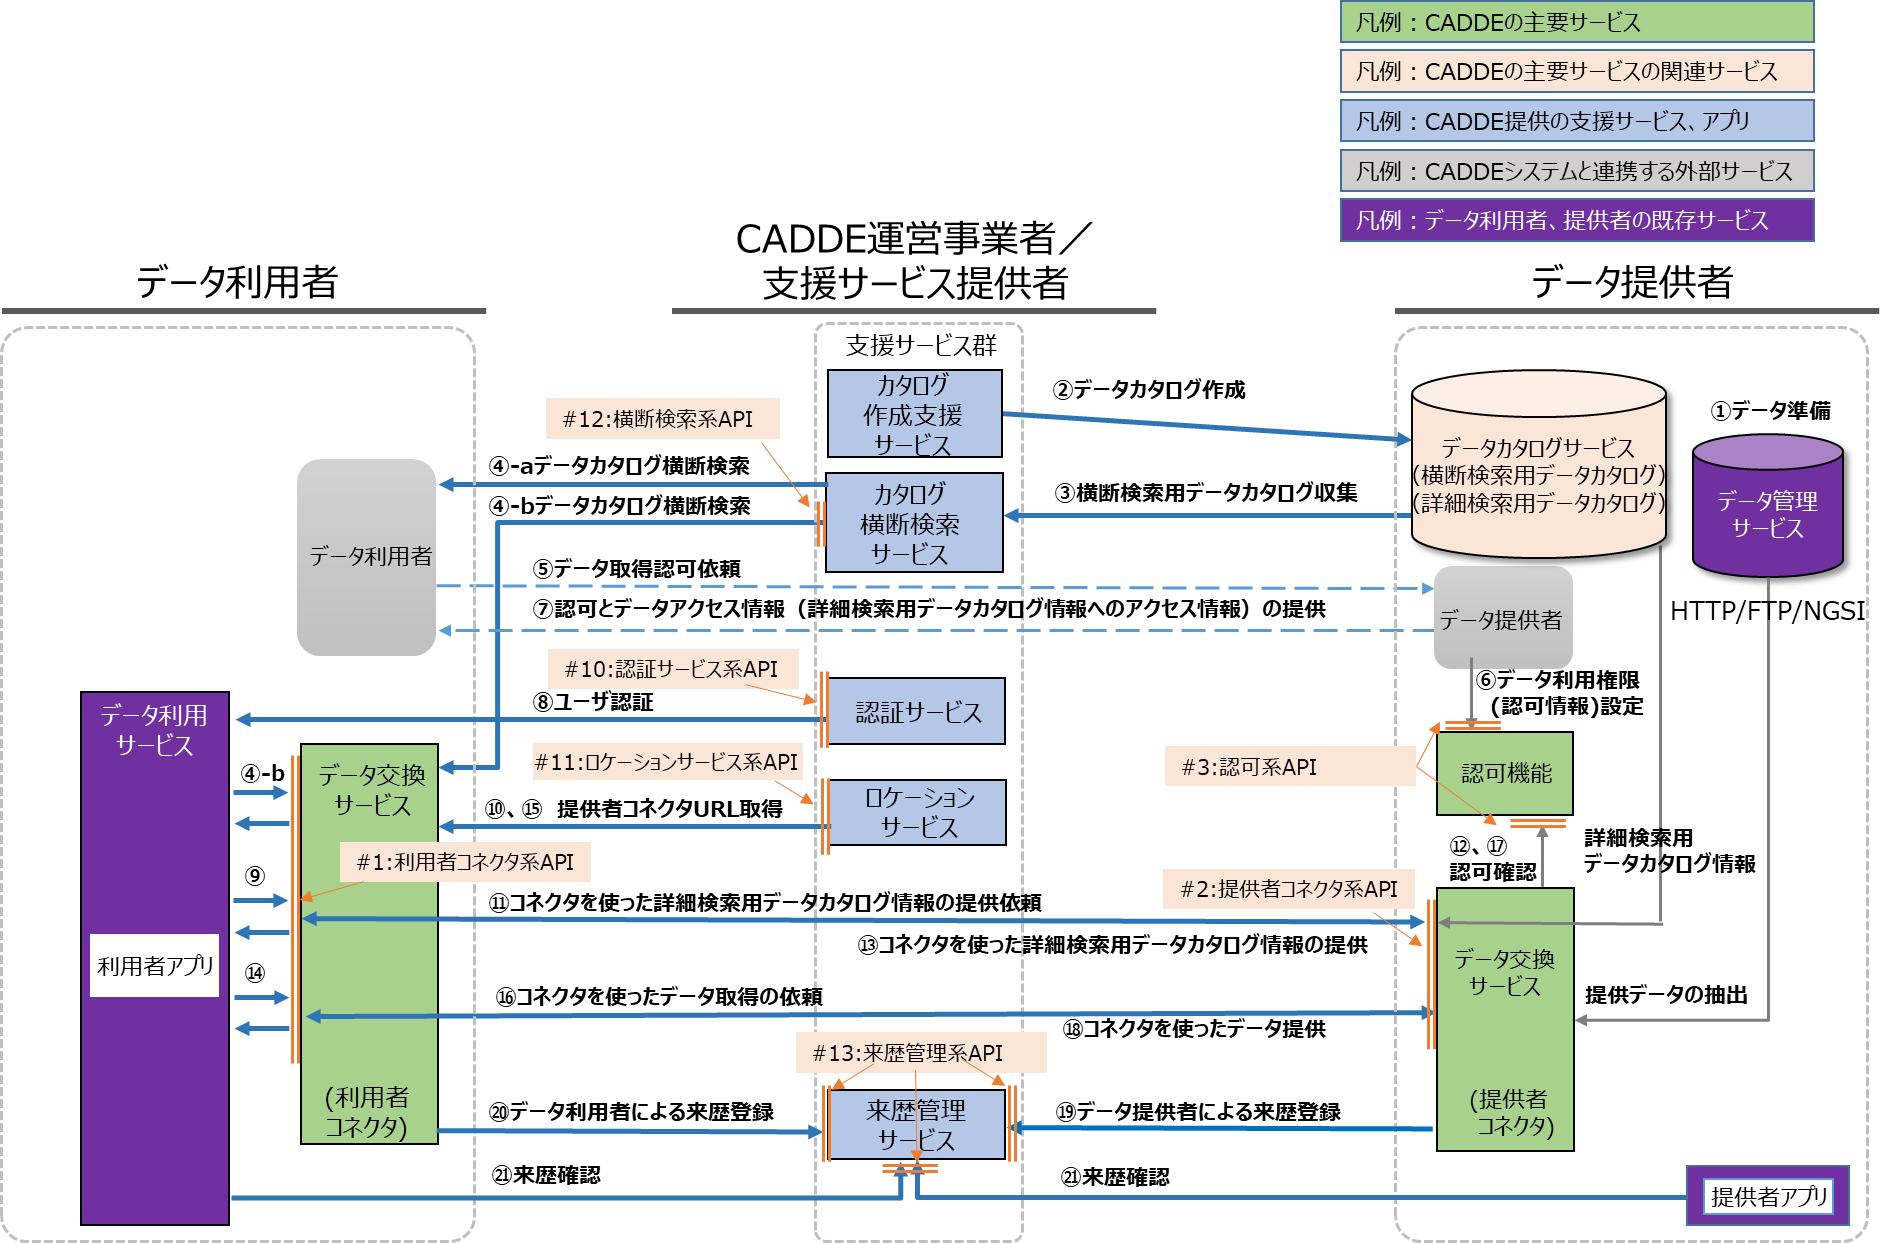 凡例：CADDEの主要サービス
凡例：CADDEの主要サービスの関連サービス
凡例：CADDE提供の支援サービス、アプリ
凡例：CADDEシステムと連携する外部サービス
凡例：データ利用者、提供者の既存サービス
データ利用者
CADDE運営事業者／
支援サービス提供者
データ提供者
支援サービス群
カタログ
作成支援
サービス
②データカタログ作成
#12:横断検索系API
④-aデータカタログ横断検索
④-bデータカタログ横断検索
カタログ
横断検索
サービス
③横断検索用データカタログ収集
データカタログサービス
(横断検索用データカタログ)
(詳細検索用データカタログ)
①データ準備
データ管理
サービス
HTTP/FTP/NGSI
データ利用者
⑤データ取得認可依頼
⑦認可とデータアクセス情報（詳細検索用データカタログ情報へのアクセス情報）の提供
データ提供者
⑥データ利用権限
(認可情報)設定
#10:認証サービス系API
⑧ユーザ認証
認証サービス
データ利用
サービス
④-b
データ交換
サービス
#11:ロケーションサービス系API
⑩、⑮ 提供者コネクタURL取得
ロケーション
サービス
#3:認可系API
認可機能
⑫、⑰
認可確認
詳細検索用
データカタログ情報
#1:利用者コネクタ系API
⑨
#2:提供者コネクタ系API
⑪コネクタを使った詳細検索用データカタログ情報の提供依頼
⑬コネクタを使った詳細検索用データカタログ情報の提供
利用者アプリ
⑭
データ交換
サービス
⑯コネクタを使ったデータ取得の依頼
提供データの抽出
⑱コネクタを使ったデータ提供
#13:来歴管理系API
(利用者
コネクタ)
⑳データ利用者による来歴登録
来歴管理
サービス
⑲データ提供者による来歴登録
(提供者
コネクタ)
㉑来歴確認
㉑来歴確認
提供者アプリ